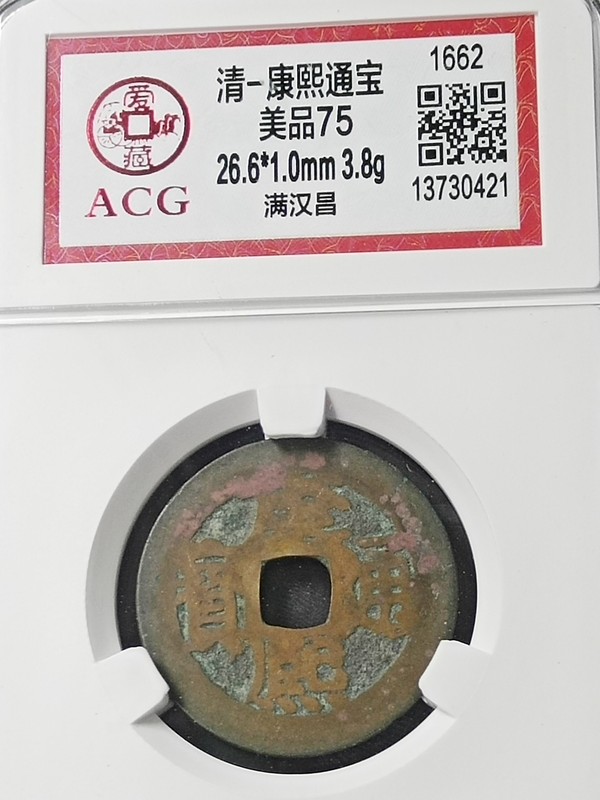 爱藏
ACG
清-康熙通宝
美品75
26.6*1.0mm 3.8g
满汉昌
1662
13730421
康熙通寶